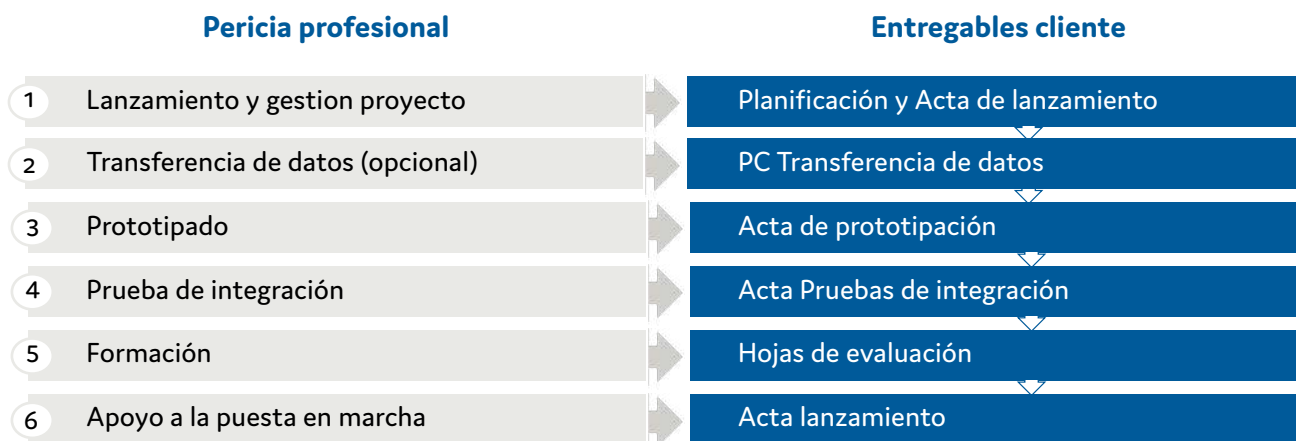 Pericia profesional
Entregables cliente
1 Lanzamiento y gestion proyecto
Planificación y Acta de lanzamiento
2 Transferencia de datos (opcional)
PC Transferencia de datos
3 Prototipado
Acta de prototipación
4 Prueba de integración
Acta Pruebas de integración
5 Formación
Hojas de evaluación
6 Apoyo a la puesta en marcha
Acta lanzamiento